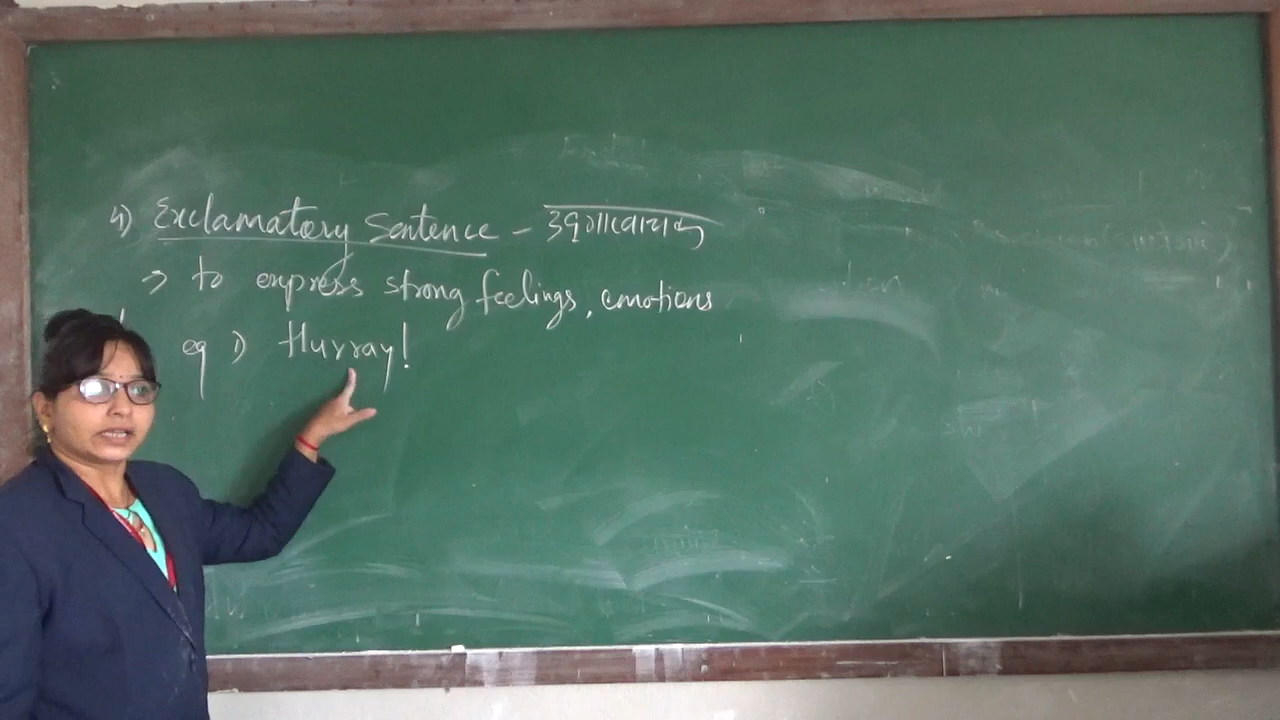 4) Exclamatory Sentence - उद्गारवाचक
→ to express strong feelings, emotions
eg 1) Hurray!